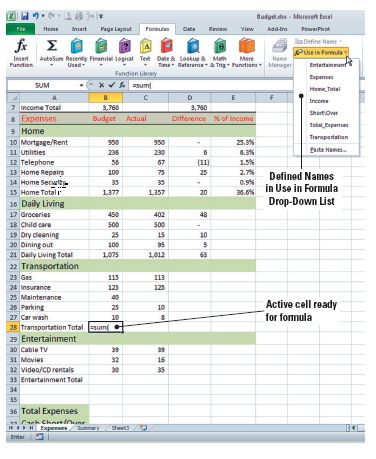 Budget.xlsx - Microsoft Excel
File Home Insert Page Layout Formulas Data Review View Add-Ins PowerPivot
fx Σ A θ
Insert Function AutoSum Recently Used Financial Logical Text Date & Time Lookup & Reference Math & Trig More Functions Name Manager
Function Library
Define Name
Use in Formula
Entertainment
Expenses
Home_Total
Income
Short\Over
Total_Expenses
Transportation
Paste Names...
SUM fx =sum(
A B C D E F
7 Income Total 3,760 3,760
8 Expenses Budget Actual Difference % of Income
9 Home
10 Mortgage/Rent 950 950 - 25.3%
11 Utilities 236 230 6 6.3%
12 Telephone 56 67 (11) 1.5%
13 Home Repairs 100 75 25 2.7%
14 Home Security 35 35 - 0.9%
15 Home Total 1,377 1,357 20 36.6%
16 Daily Living
17 Groceries 450 402 48
18 Child care 500 500 -
19 Dry cleaning 25 15 10
20 Dining out 100 95 5
21 Daily Living Total 1,075 1,012 63
22 Transportation
23 Gas 115 113
24 Insurance 125 125
25 Maintenance 40
26 Parking 25 10
27 Car wash 10 8
28 Transportation Total =sum(
29 Entertainment
30 Cable TV 39 39
31 Movies 32 16
32 Video/CD rentals 30 35
33 Entertainment Total
34
35
36 Total Expenses
37 Cash Short/Over
Defined Names
in Use in Formula
Drop-Down List
Active cell ready
for formula
Expenses Summary Sheet3
Enter